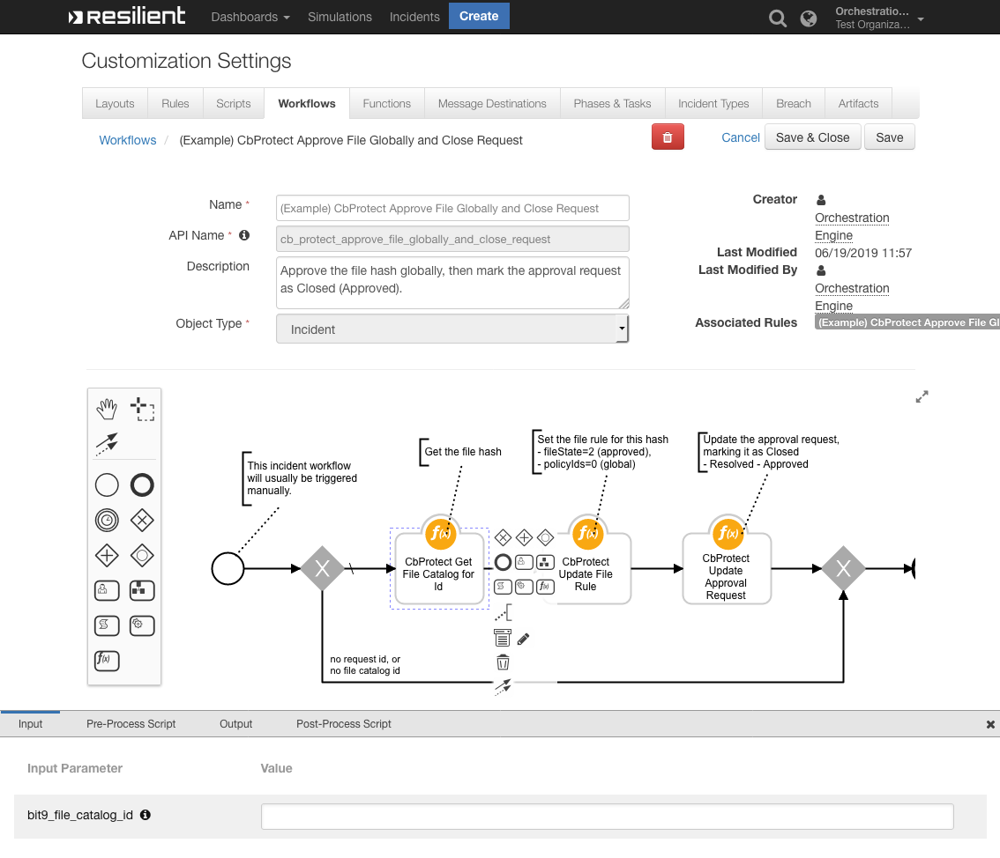 resilient
Dashboards
Simulations
Incidents
Create
Orchestratio...
Test Organiza...
Customization Settings
Layouts
Rules
Scripts
Workflows
Functions
Message Destinations
Phases & Tasks
Incident Types
Breach
Artifacts
Workflows / (Example) CbProtect Approve File Globally and Close Request
Cancel
Save & Close
Save
Name *
(Example) CbProtect Approve File Globally and Close Request
API Name *
cb_protect_approve_file_globally_and_close_request
Description
Approve the file hash globally, then mark the approval request
as Closed (Approved).
Object Type *
Incident
Creator
Orchestration
Engine
Last Modified
06/19/2019 11:57
Last Modified By
Orchestration
Engine
Associated Rules
(Example) CbProtect Approve File Gl
This incident workflow
will usually be triggered
manually.
Get the file hash
Set the file rule for this hash
- fileState=2 (approved),
- policyIds=0 (global)
Update the approval request,
marking it as Closed
- Resolved - Approved
X
f(x)
CbProtect Get
File Catalog for
Id
f(x)
CbProtect
Update File
Rule
f(x)
CbProtect
Update
Approval
Request
X
f(x)
f(x)
no request id, or
no file catalog id
Input
Pre-Process Script
Output
Post-Process Script
Input Parameter
Value
bit9_file_catalog_id